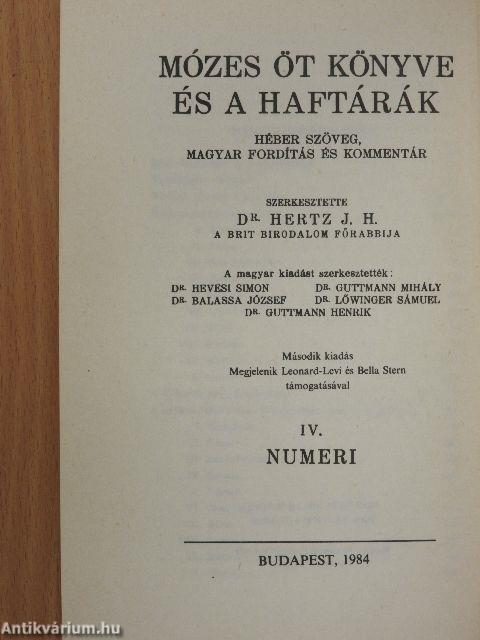 MÓZES ÖT KÖNYVE
ÉS A HAFTÁRÁK
HÉBER SZÖVEG,
MAGYAR FORDÍTÁS ÉS KOMMENTÁR
SZERKESZTETTE
DR. HERTZ J. H.
A BRIT BIRODALOM FŐRABBIJA
A magyar kiadást szerkesztették:
DR. HEVESI SIMON DR. GUTTMANN MIHÁLY
DR. BALASSA JÓZSEF DR. LŐWINGER SÁMUEL
DR. GUTTMANN HENRIK
Második kiadás
Megjelenik Leonard-Levi és Bella Stern
támogatásával
IV.
NUMERI
BUDAPEST, 1984
Antikvárium.hu